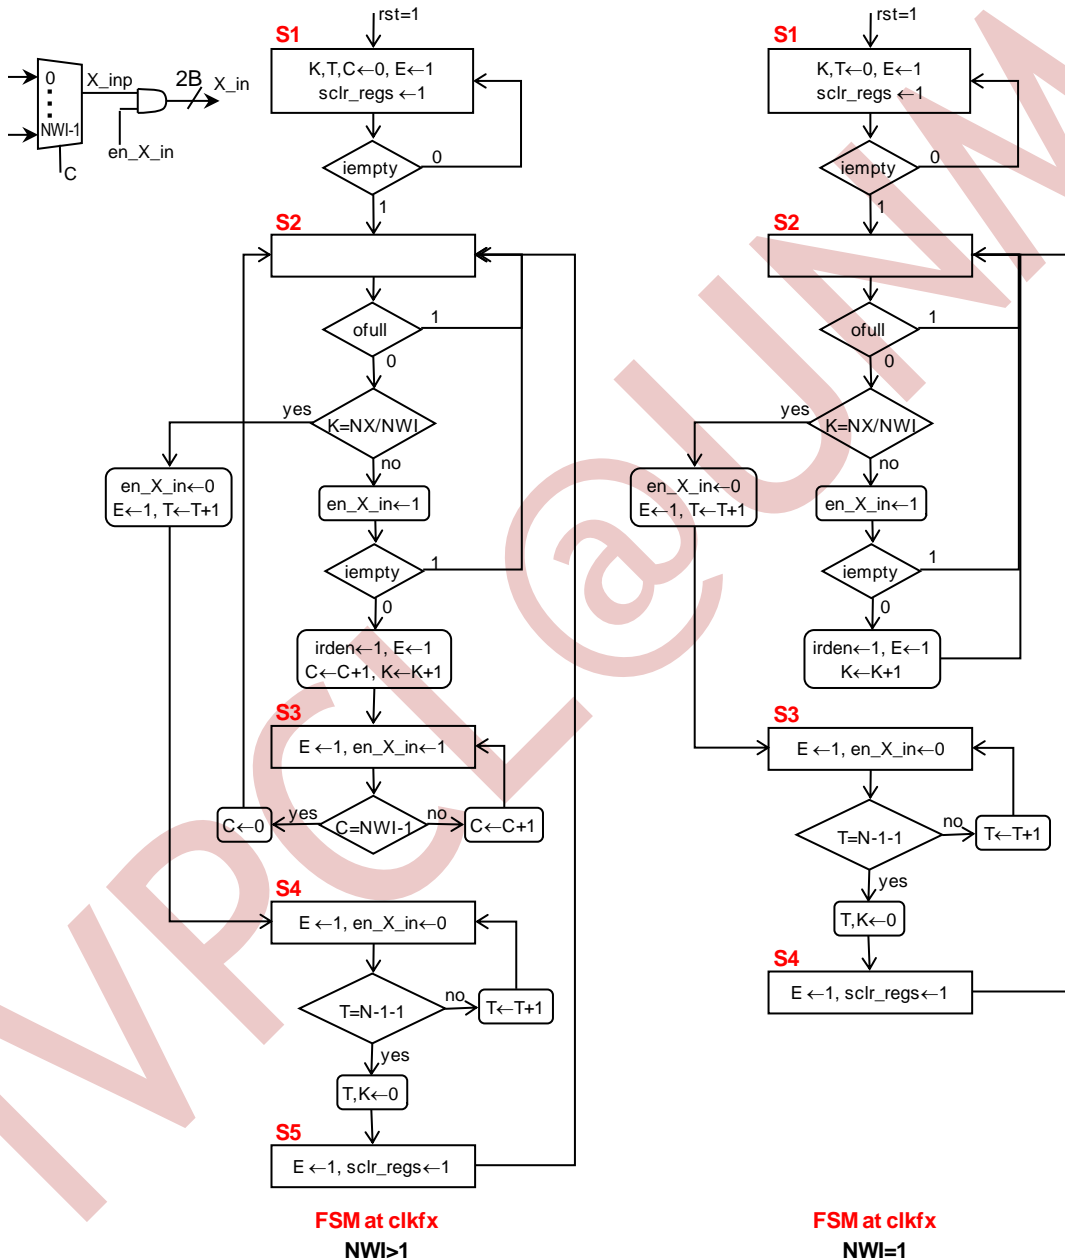 0
NWI-1
C
X_inp
en_X_in
2B
X_in
rst=1
S1
K,T,C←0, E←1
sclr_regs ←1
iempty
0
1
S2
ofull
1
0
K=NX/NWI
yes
no
en_X_in←0
E←1, T←T+1
en_X_in←1
iempty
1
0
irden←1, E←1
C←C+1, K←K+1
S3
E ←1, en_X_in←1
C=NWI-1
yes
C←0
no
C←C+1
S4
E ←1, en_X_in←0
T=N-1-1
no
T←T+1
yes
T,K←0
S5
E ←1, sclr_regs←1
FSM at clkfx
NWI>1
rst=1
S1
K,T←0, E←1
sclr_regs ←1
iempty
0
1
S2
ofull
1
0
K=NX/NWI
yes
no
en_X_in←0
E←1, T←T+1
en_X_in←1
iempty
1
0
irden←1, E←1
K←K+1
S3
E ←1, en_X_in←0
T=N-1-1
no
T←T+1
yes
T,K←0
S4
E ←1, sclr_regs←1
FSM at clkfx
NWI=1
IVPCL@UNM